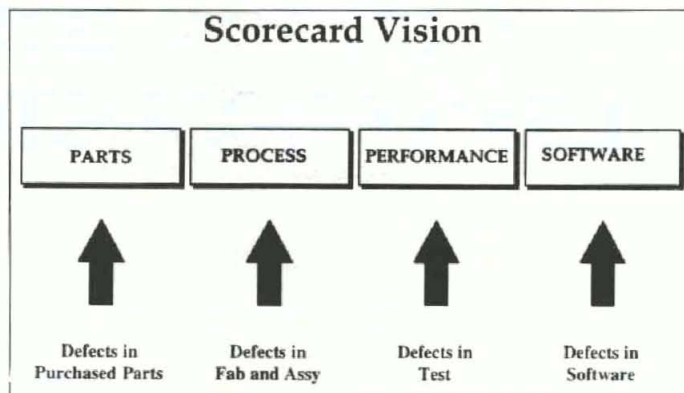 Scorecard Vision
PARTS
PROCESS
PERFORMANCE
SOFTWARE
Defects in
Purchased Parts
Defects in
Fab and Assy
Defects in
Test
Defects in
Software